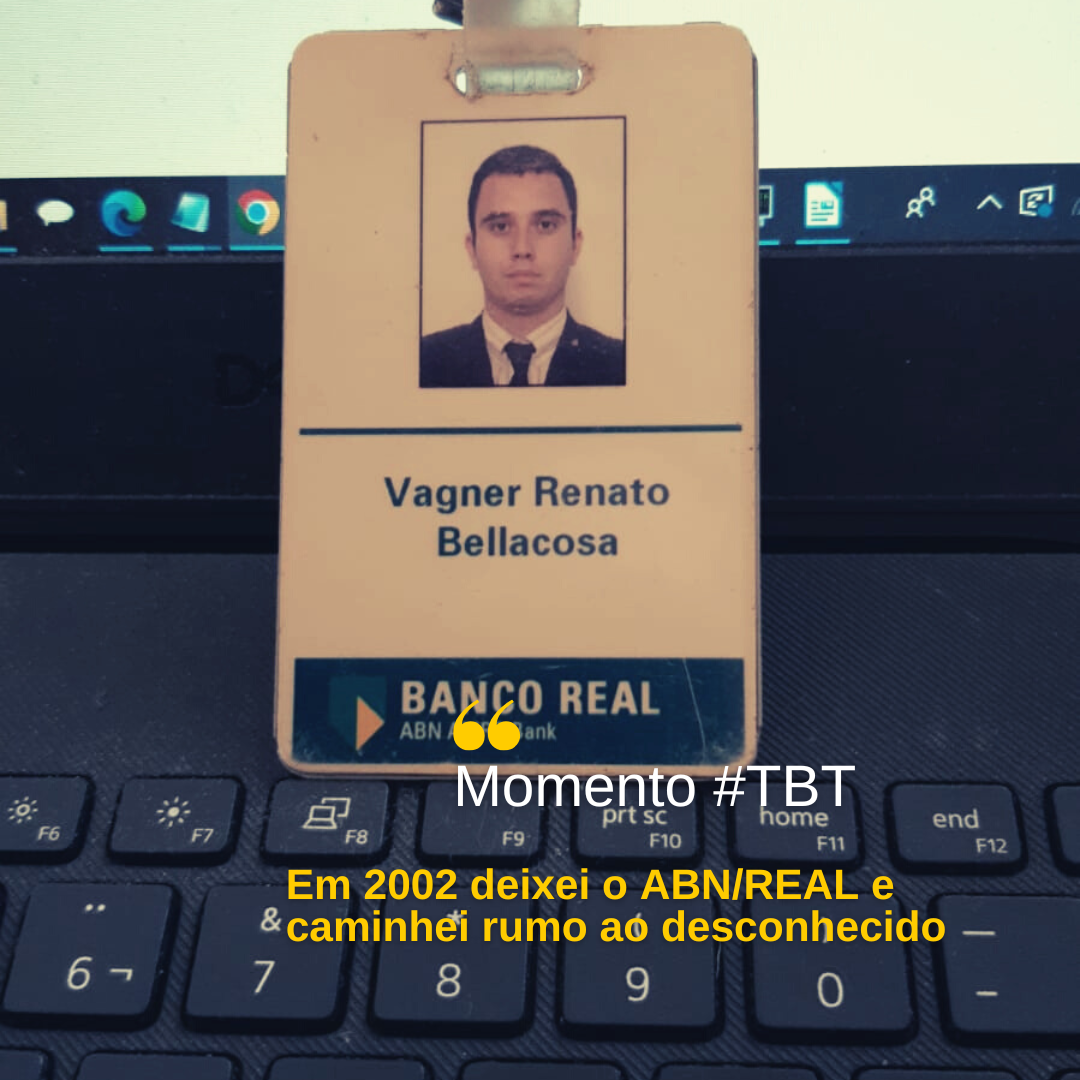 Vagner Renato
Bellacosa
BANCO REAL
ABN Bank
“
Momento #TBT
F6
F7
F8
F9
prt sc
F10
home
F11
end
F12
Em 2002 deixei o ABN/REAL e
caminhei rumo ao desconhecido
¨
& * ( ) —
6 ¬
7
8
9
0
-